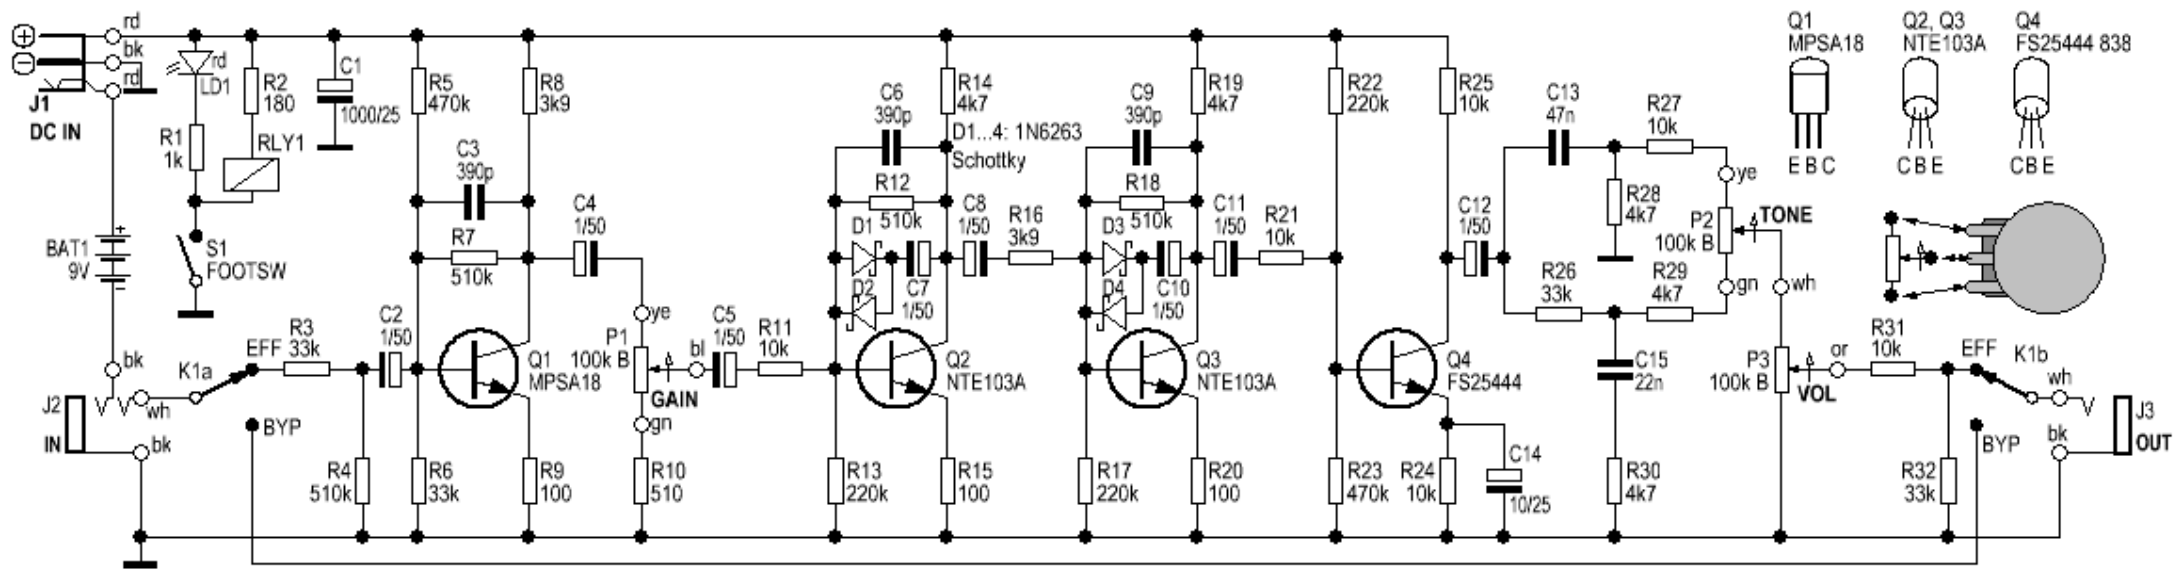 rd
bk
rd
J1
DC IN
rd
LD1
R2
180
R1
1k
RLY1
C1
1000/25
BAT1
9V
+
−
S1
FOOTSW
bk
J2
IN
wh
bk
K1a
EFF
BYP
R3
33k
R4
510k
C2
1/50
R5
470k
R8
3k9
C3
390p
R7
510k
R6
33k
Q1
MPSA18
R9
100
C4
1/50
ye
P1
100k B
GAIN
gn
bl
R10
510
C5
1/50
R11
10k
C6
390p
R14
4k7
D1...4: 1N6263
Schottky
R12
510k
D1
D2
C7
1/50
C8
1/50
R16
3k9
Q2
NTE103A
R13
220k
R15
100
C9
390p
R19
4k7
R18
510k
D3
D4
C10
1/50
C11
1/50
R21
10k
Q3
NTE103A
R17
220k
R20
100
R22
220k
R25
10k
R23
470k
Q4
FS25444
R24
10k
C14
10/25
C12
1/50
C13
47n
R27
10k
R28
4k7
R26
33k
R29
4k7
C15
22n
R30
4k7
ye
P2
100k B
TONE
gn
wh
P3
100k B
VOL
or
R31
10k
EFF
K1b
wh
BYP
R32
33k
bk
J3
OUT
Q1
MPSA18
E B C
Q2, Q3
NTE103A
C B E
Q4
FS25444 838
C B E